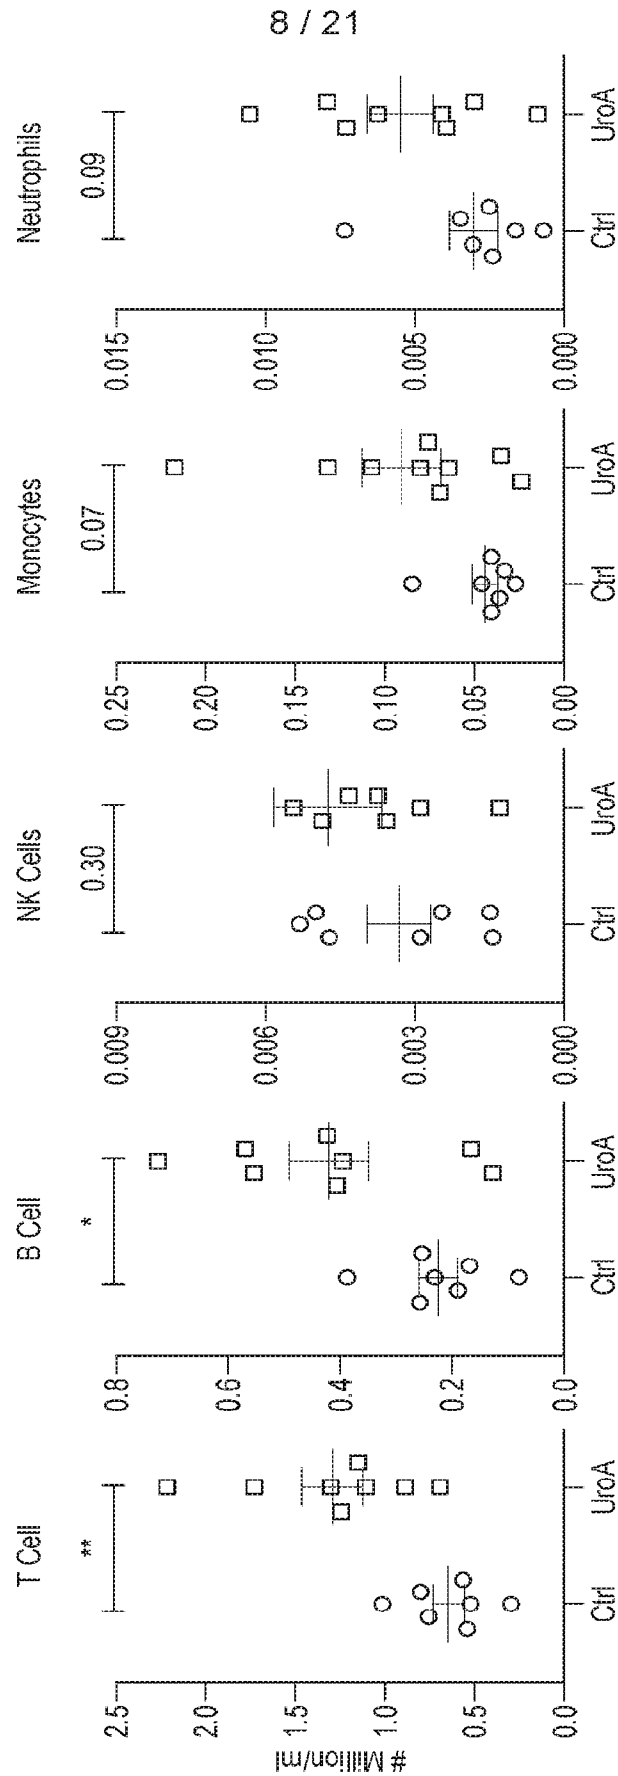 8 / 21
T Cell
**
# Million/ml
2.5
2.0
1.5
1.0
0.5
0.0
Ctrl
UroA
B Cell
*
0.8
0.6
0.4
0.2
0.0
Ctrl
UroA
NK Cells
0.30
0.009
0.006
0.003
0.000
Ctrl
UroA
Monocytes
0.07
0.25
0.20
0.15
0.10
0.05
0.00
Ctrl
UroA
Neutrophils
0.09
0.015
0.010
0.005
0.000
Ctrl
UroA